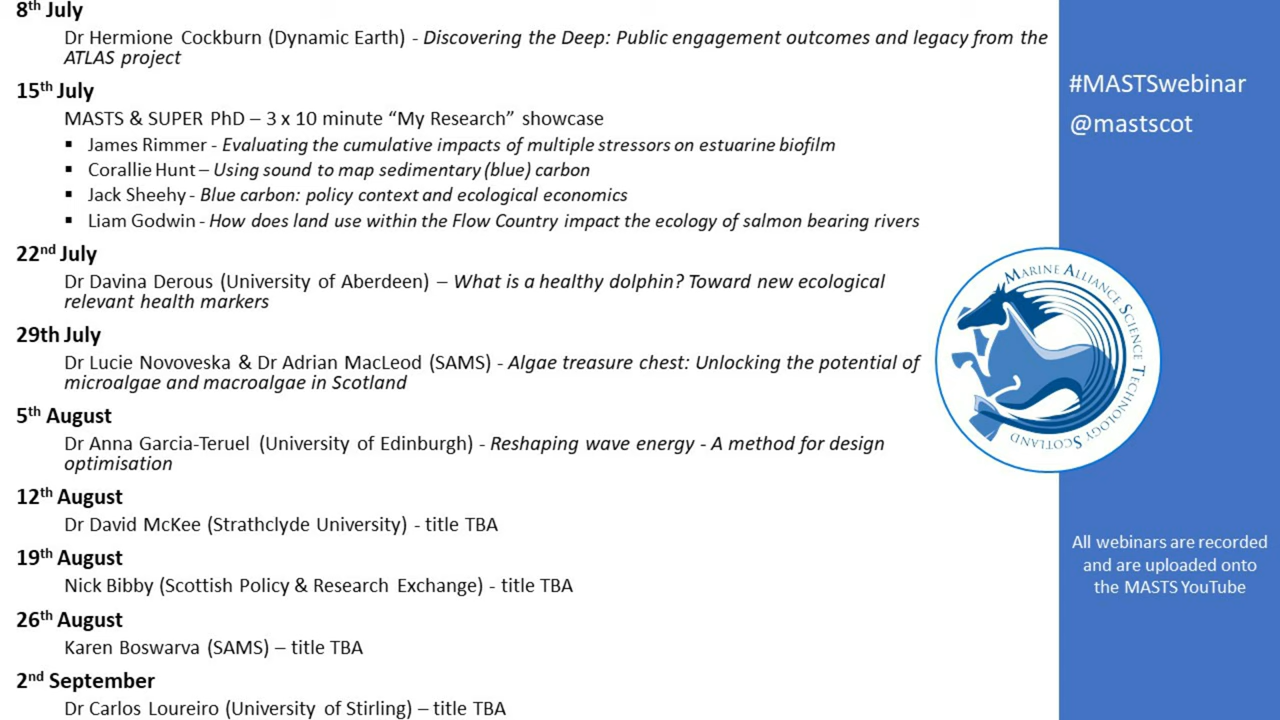 8th July
Dr Hermione Cockburn (Dynamic Earth) - Discovering the Deep: Public engagement outcomes and legacy from the
ATLAS project
15th July
MASTS & SUPER PhD – 3 x 10 minute “My Research” showcase
▪ James Rimmer - Evaluating the cumulative impacts of multiple stressors on estuarine biofilm
▪ Corallie Hunt – Using sound to map sedimentary (blue) carbon
▪ Jack Sheehy - Blue carbon: policy context and ecological economics
▪ Liam Godwin - How does land use within the Flow Country impact the ecology of salmon bearing rivers
22nd July
Dr Davina Derous (University of Aberdeen) – What is a healthy dolphin? Toward new ecological
relevant health markers
29th July
Dr Lucie Novoveska & Dr Adrian MacLeod (SAMS) - Algae treasure chest: Unlocking the potential of
microalgae and macroalgae in Scotland
5th August
Dr Anna Garcia-Teruel (University of Edinburgh) - Reshaping wave energy - A method for design
optimisation
12th August
Dr David McKee (Strathclyde University) - title TBA
19th August
Nick Bibby (Scottish Policy & Research Exchange) - title TBA
26th August
Karen Boswarva (SAMS) – title TBA
2nd September
Dr Carlos Loureiro (University of Stirling) – title TBA
#MASTSwebinar
@mastscot
MARINE ALLIANCE SCIENCE TECHNOLOGY SCOTLAND
All webinars are recorded
and are uploaded onto
the MASTS YouTube